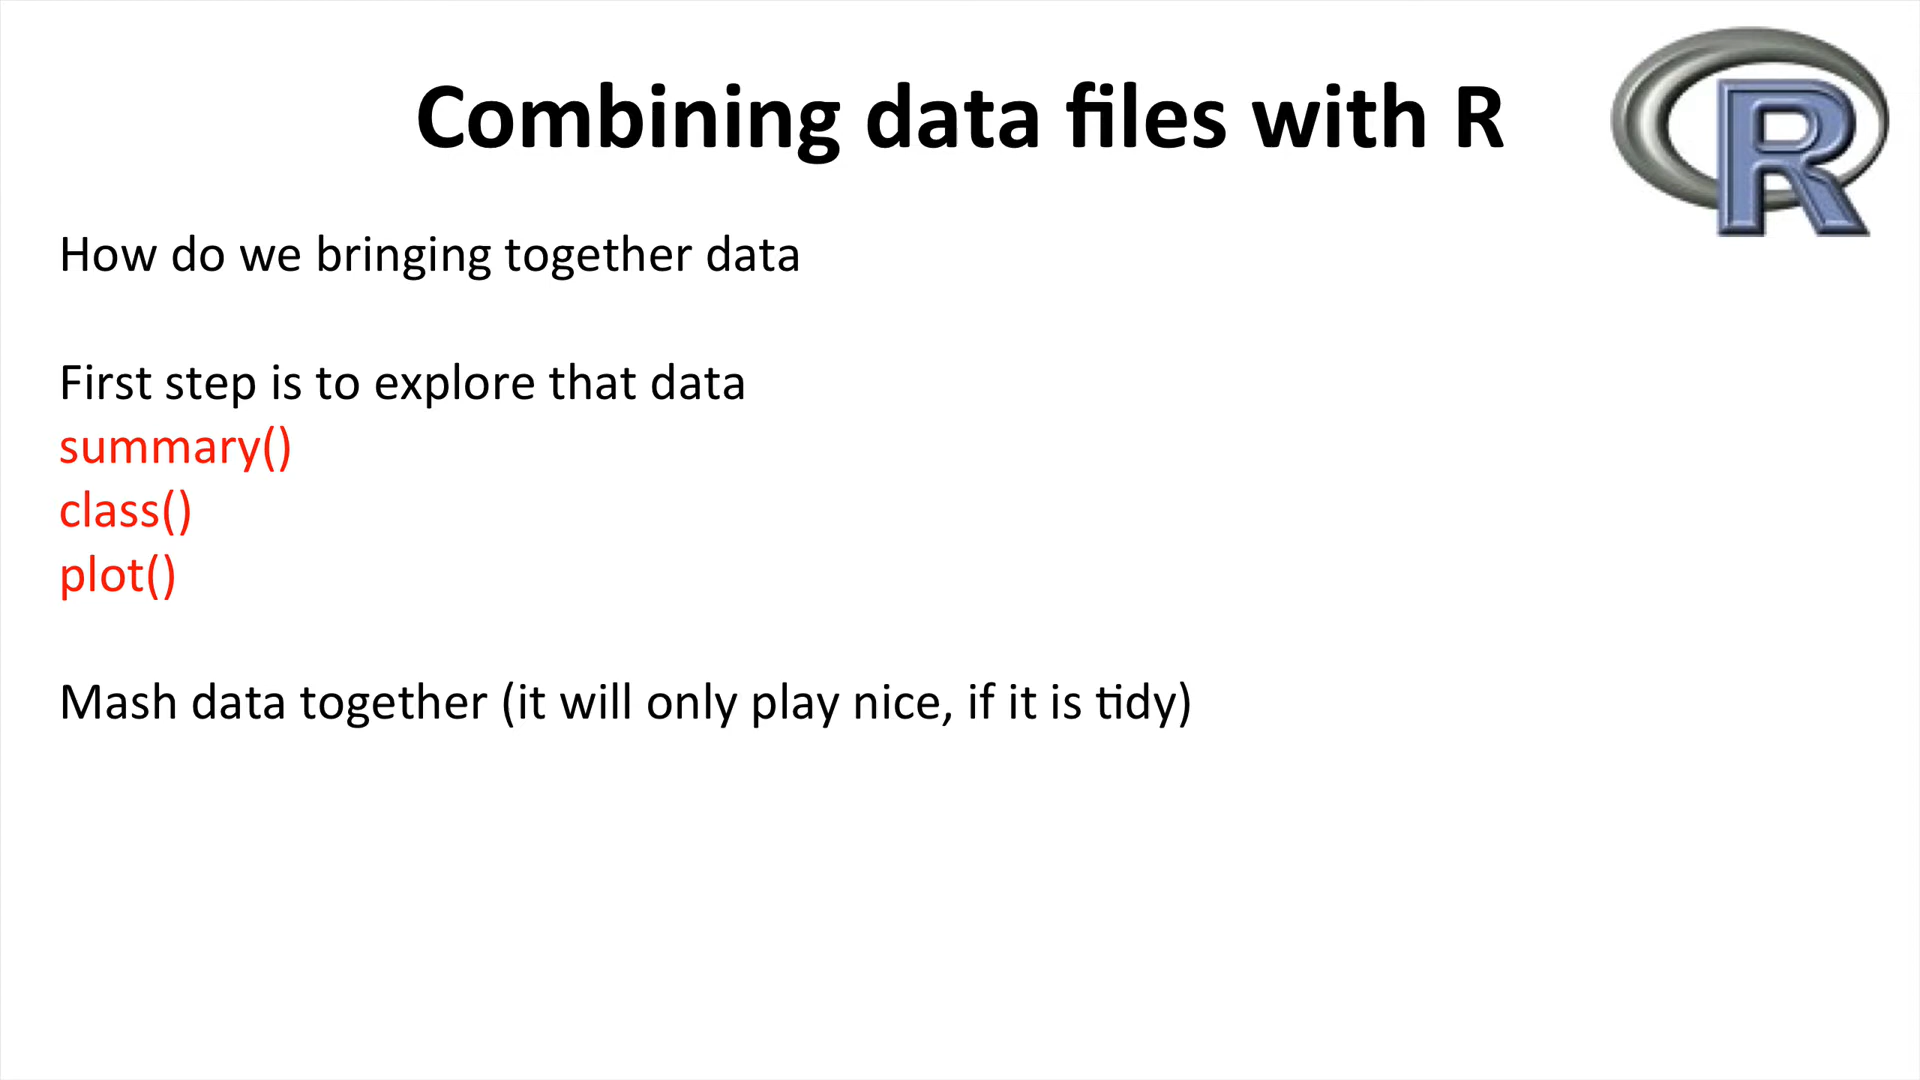 Combining data files with R
R
How do we bringing together data
First step is to explore that data
summary()
class()
plot()
Mash data together (it will only play nice, if it is tidy)